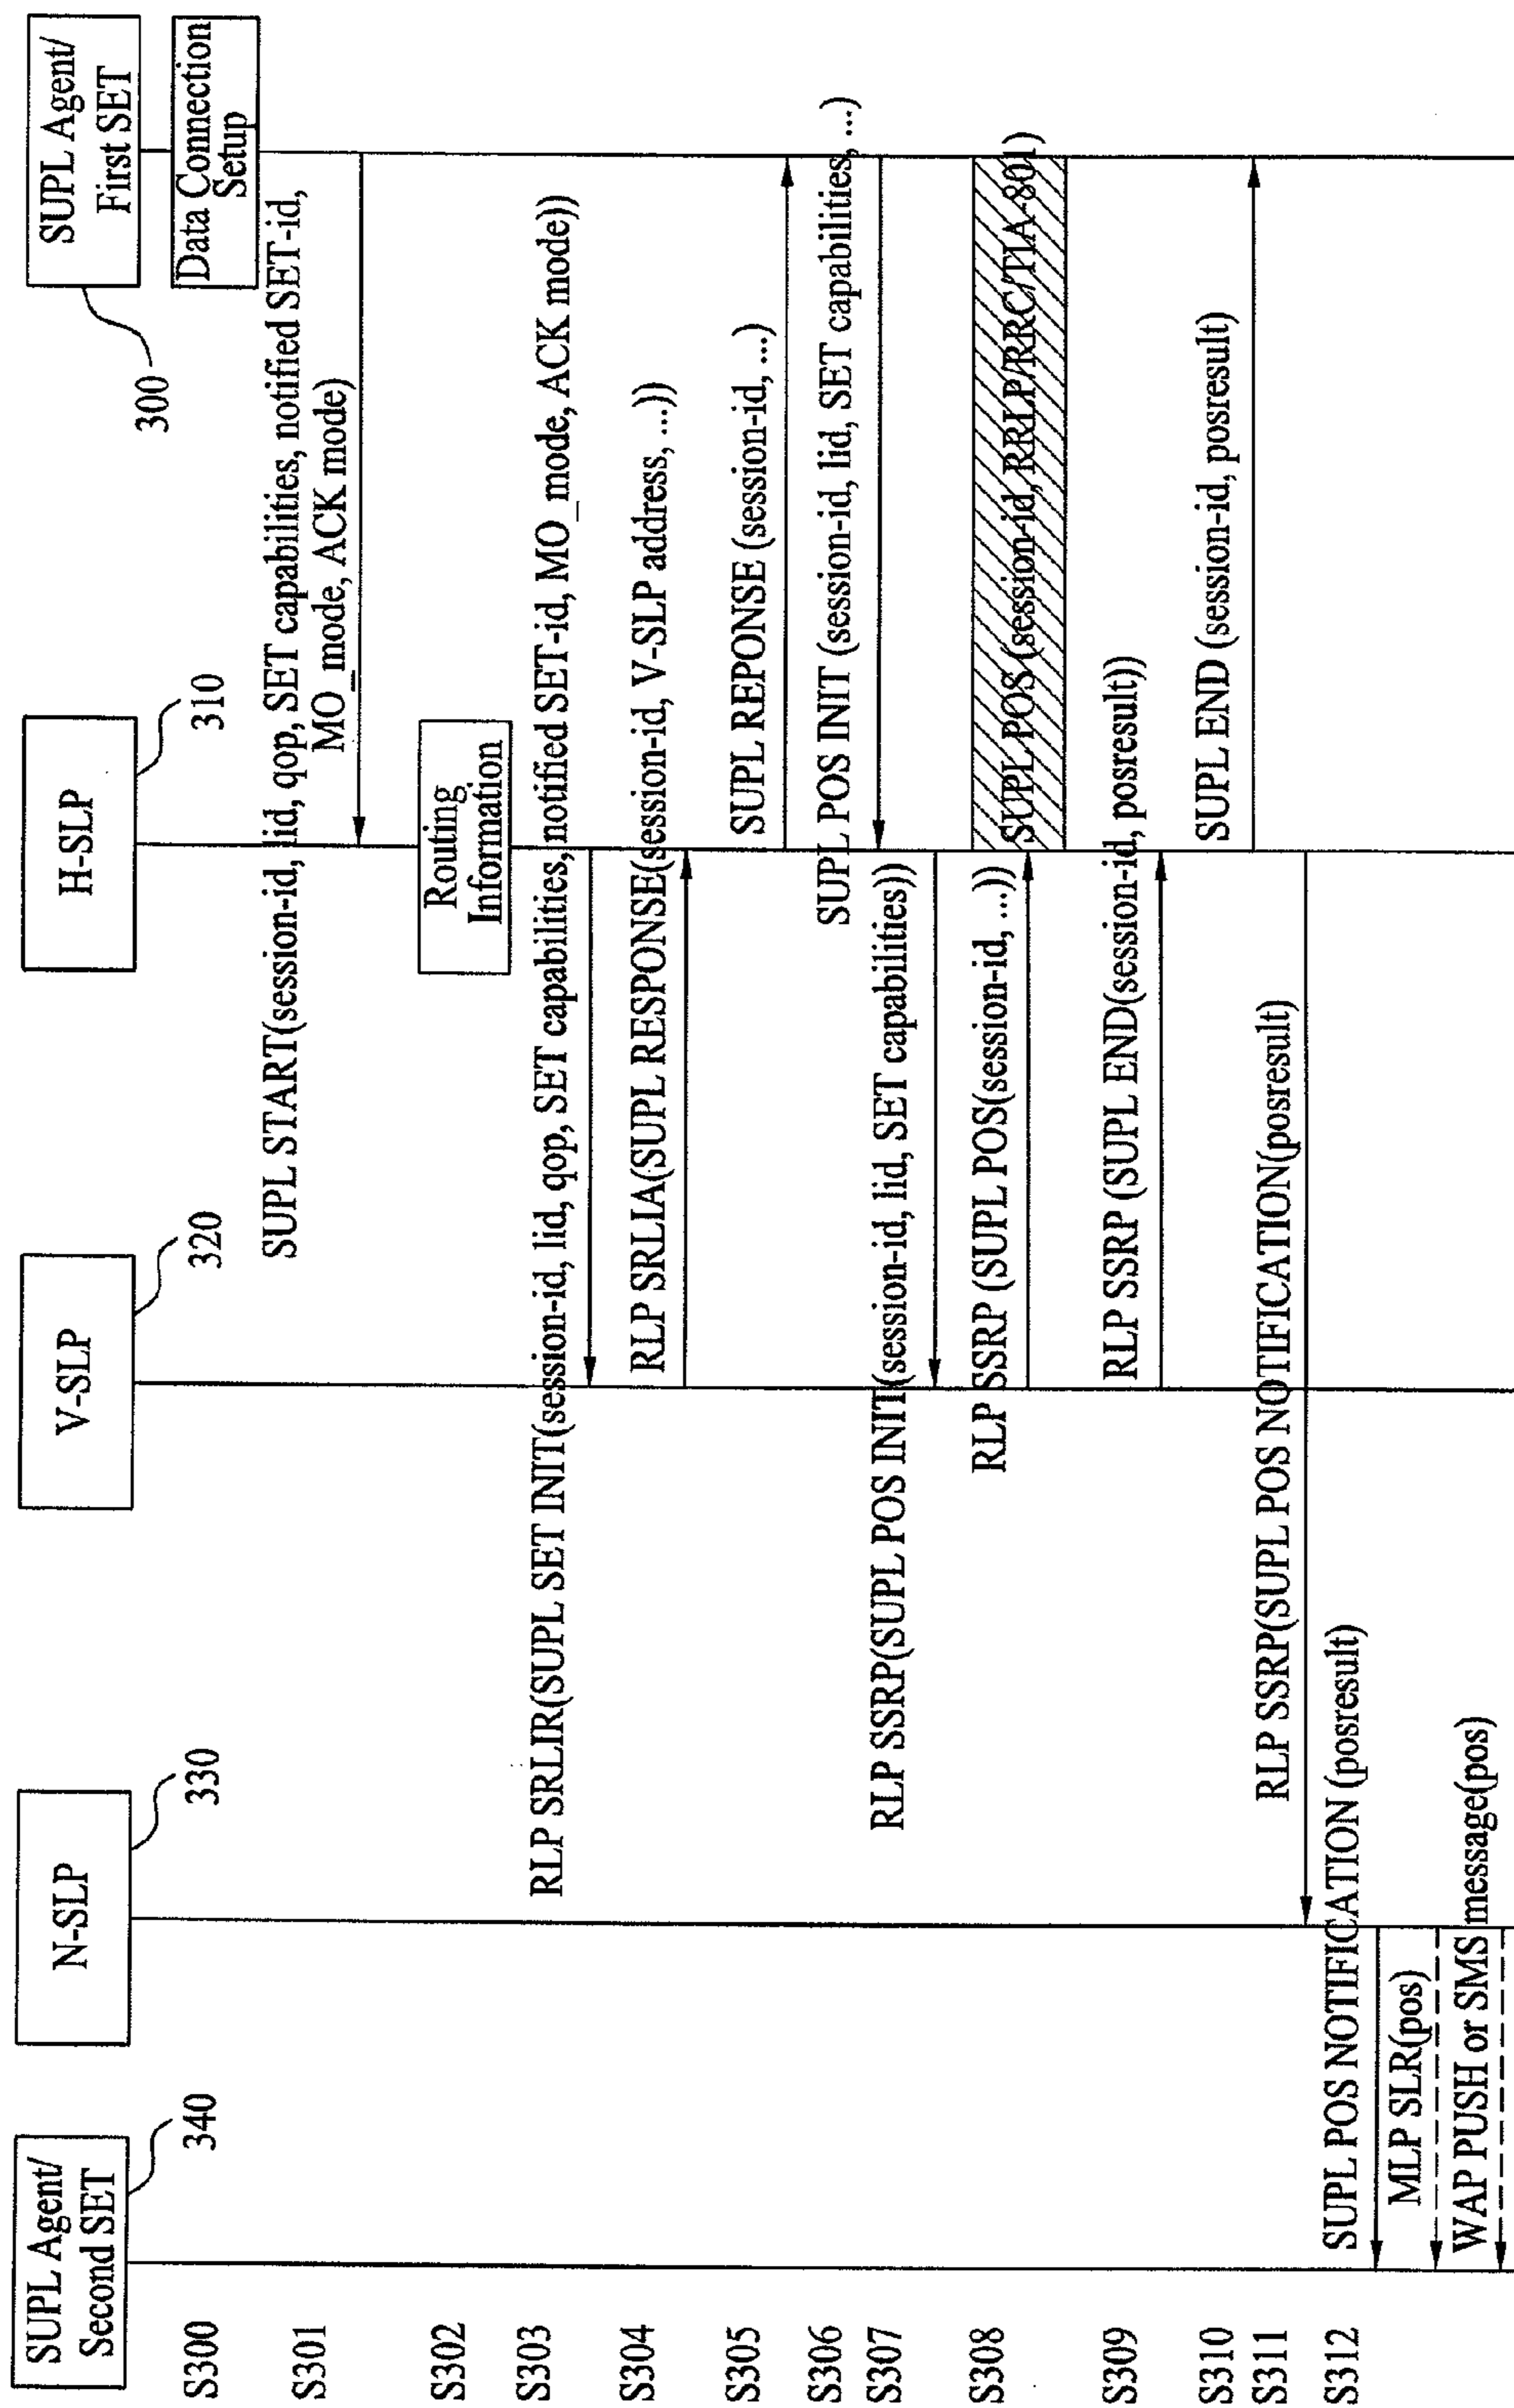 SUPL Agent/
Second SET
340
N-SLP
330
V-SLP
320
H-SLP
310
SUPL Agent/
First SET
300
S300
Data Connection
Setup
S301
SUPL START(session-id, lid, qop, SET capabilities, notified SET-id,
MO_mode, ACK mode)
S302
Routing
Information
S303
RLP SRLIR(SUPL SET INIT(session-id, lid, qop, SET capabilities, notified SET-id, MO_mode, ACK mode))
S304
RLP SRLIA(SUPL RESPONSE(session-id, V-SLP address, ...))
S305
SUPL REPONSE (session-id, ...)
S306
SUPL POS INIT (session-id, lid, SET capabilities, ...)
S307
RLP SSRP(SUPL POS INIT(session-id, lid, SET capabilities))
S308
RLP SSRP (SUPL POS(session-id, ...))
SUPL POS (session-id, RRLP/RRC/TIA-801)
S309
RLP SSRP (SUPL END(session-id, posresult))
S310
SUPL END (session-id, posresult)
S311
RLP SSRP(SUPL POS NOTIFICATION(posresult)
S312
SUPL POS NOTIFICATION (posresult)
MLP SLR(pos)
WAP PUSH or SMS message(pos)